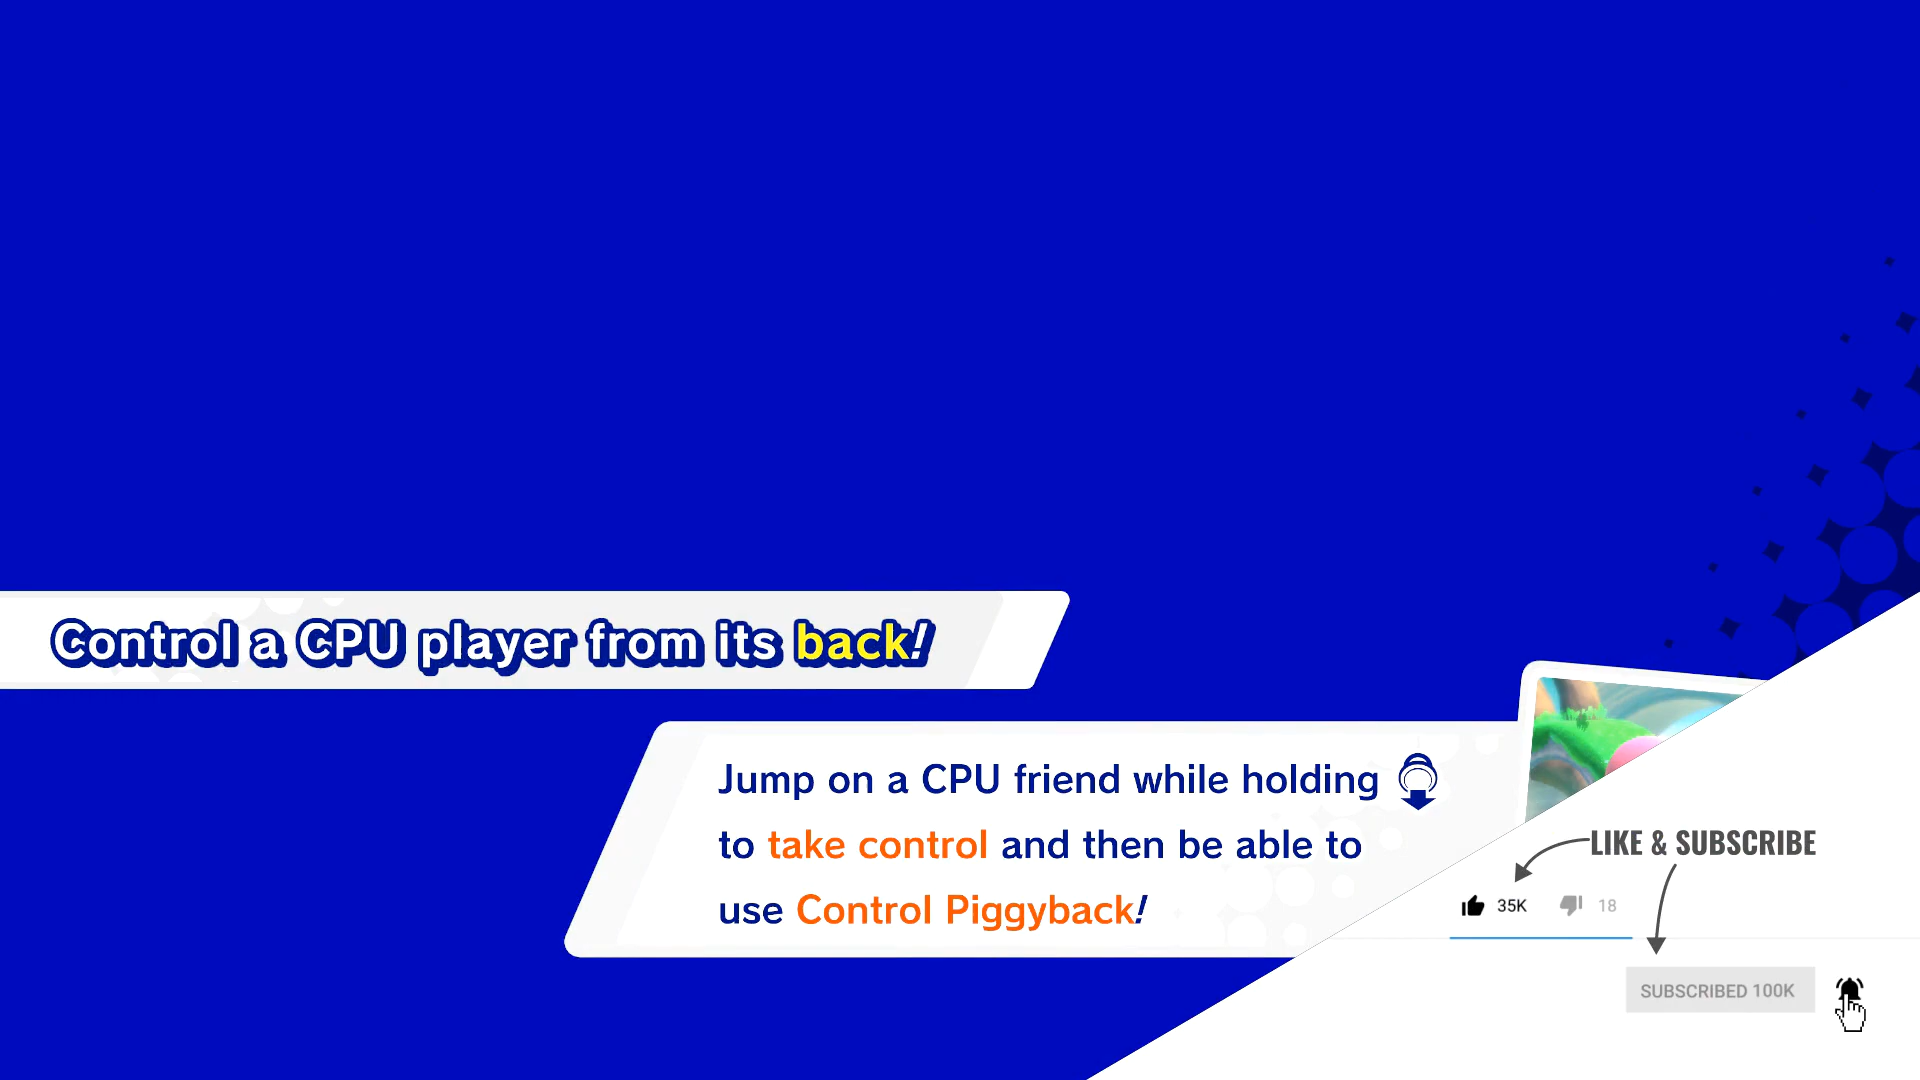 Control a CPU player from its back!
Jump on a CPU friend while holding
to take control and then be able to
use Control Piggyback!
LIKE & SUBSCRIBE
35K 18
SUBSCRIBED 100K